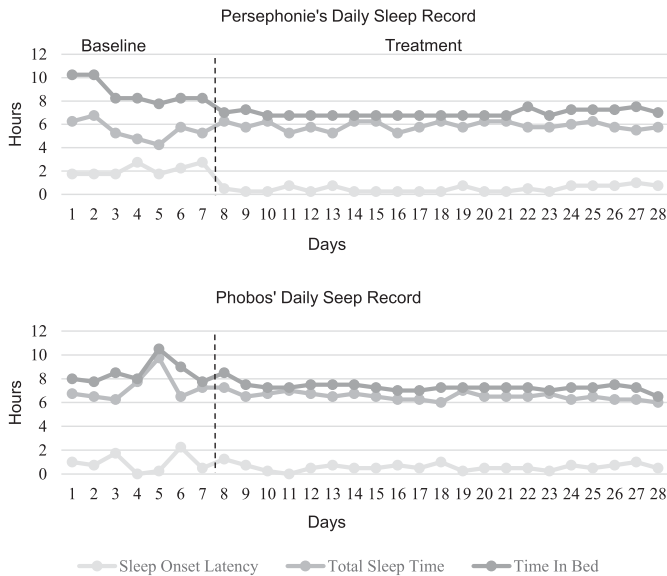 Persephonie's Daily Sleep Record
Baseline Treatment
12
10
8
6
4
2
0
Hours
1 2 3 4 5 6 7 8 9 10 11 12 13 14 15 16 17 18 19 20 21 22 23 24 25 26 27 28
Days
Phobos' Daily Seep Record
12
10
8
6
4
2
0
Hours
1 2 3 4 5 6 7 8 9 10 11 12 13 14 15 16 17 18 19 20 21 22 23 24 25 26 27 28
Days
Sleep Onset Latency Total Sleep Time Time In Bed